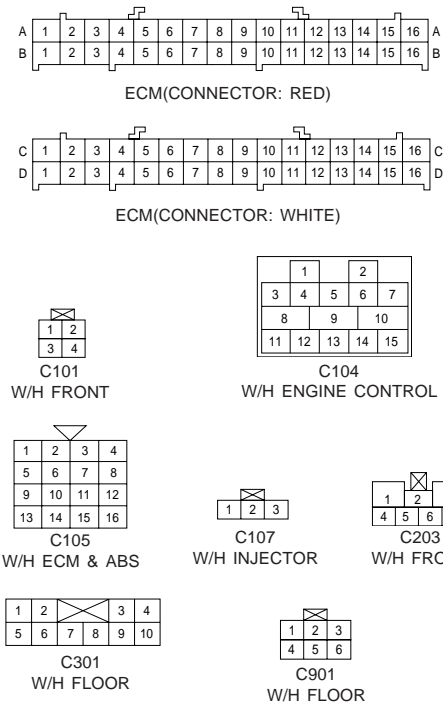 A 1 2 3 4 5 6 7 8 9 10 11 12 13 14 15 16 A
B 1 2 3 4 5 6 7 8 9 10 11 12 13 14 15 16 B
ECM(CONNECTOR: RED)
C 1 2 3 4 5 6 7 8 9 10 11 12 13 14 15 16 C
D 1 2 3 4 5 6 7 8 9 10 11 12 13 14 15 16 D
ECM(CONNECTOR: WHITE)
1 2
3 4
C101
W/H FRONT
1 2
3 4 5 6 7
8 9 10
11 12 13 14 15
C104
W/H ENGINE CONTROL
1 2 3 4
5 6 7 8
9 10 11 12
13 14 15 16
C105
W/H ECM & ABS
1 2 3
C107
W/H INJECTOR
1 2
4 5 6
C203
W/H FRO
1 2 3 4
5 6 7 8 9 10
C301
W/H FLOOR
1 2 3
4 5 6
C901
W/H FLOOR